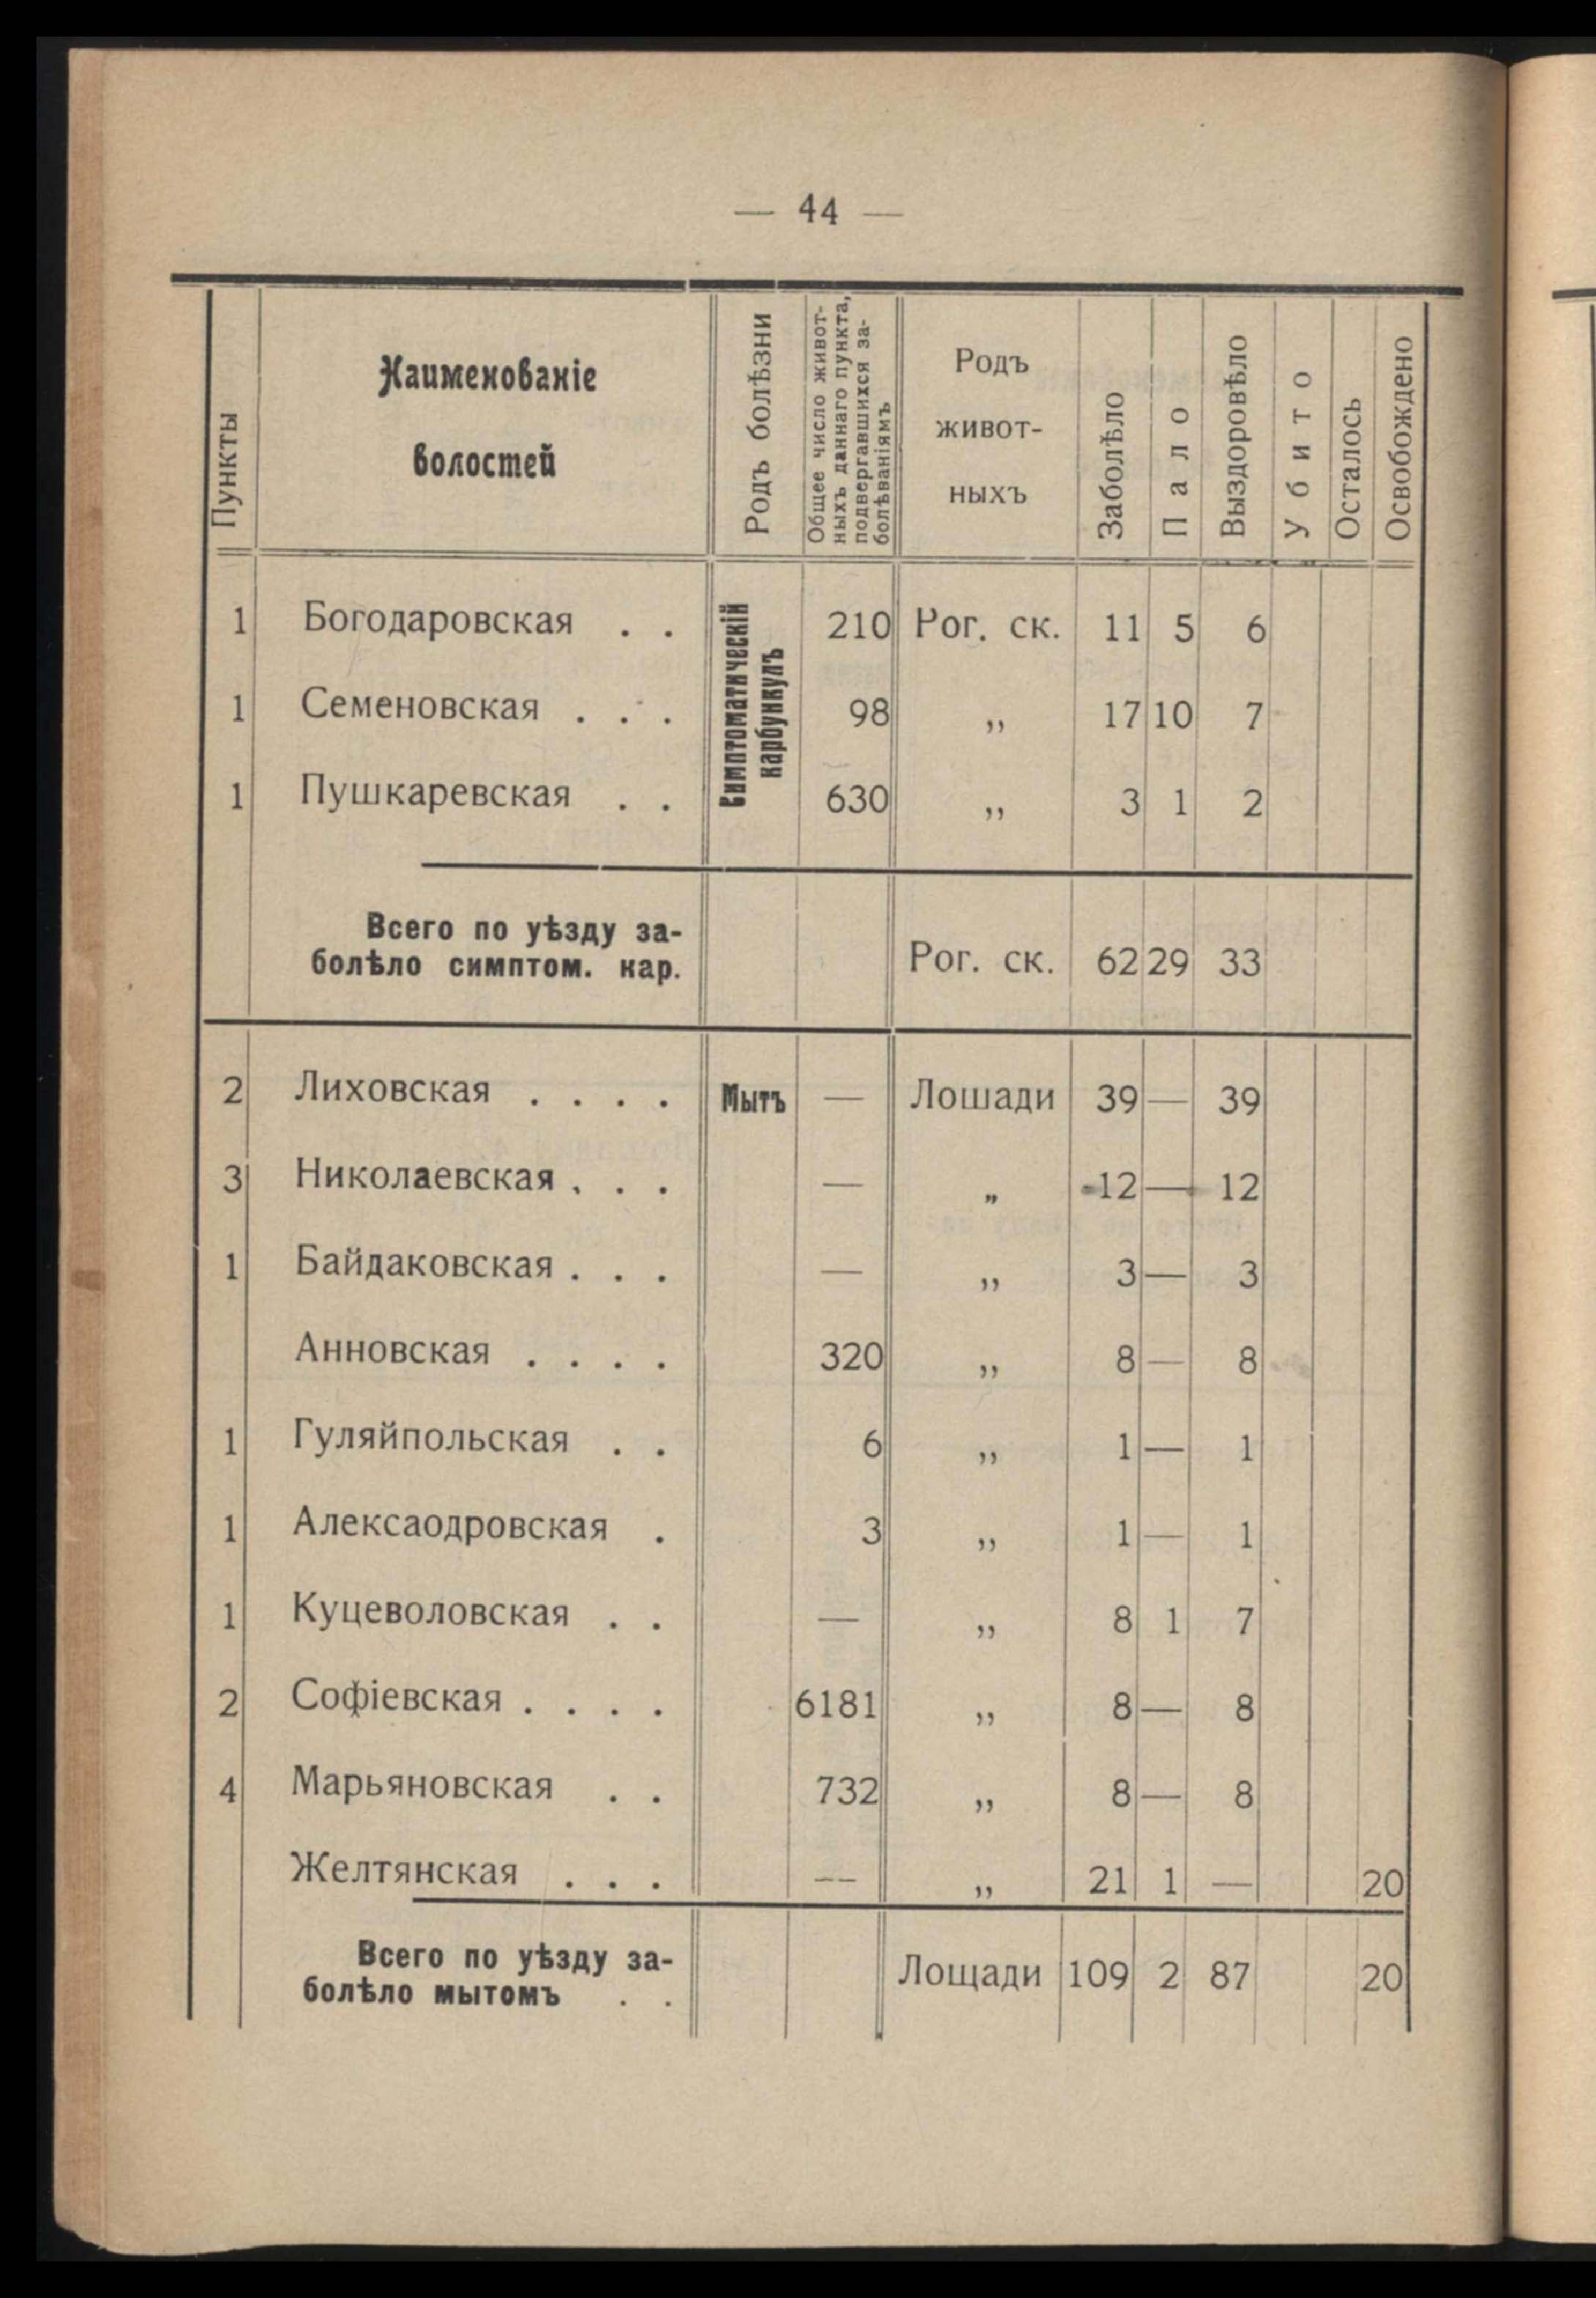 — 44 —
Пункты
Наименованіе
волостей
Родъ болѣзни
Общее число живот-
ныхъ даннаго пункта,
подвергавшихся за-
болѣваніямъ
Родъ
живот-
ныхъ
Заболѣло
Пало
Выздоровѣло
Убито
Осталось
Освобождено
Симптоматическій
карбункулъ
1 Богодаровская . . 210 Рог. ск. 11 5 6
1 Семеновская . . . 98 „ 17 10 7
1 Пушкаревская . . 630 „ 3 1 2
Всего по уѣзду за-
болѣло симптом. кар. Рог. ск. 62 29 33
2 Лиховская . . . . Мытъ — Лошади 39 — 39
3 Николаевская . . . — „ 12 — 12
1 Байдаковская . . . — „ 3 — 3
Анновская . . . . 320 „ 8 — 8
1 Гуляйпольская . . 6 „ 1 — 1
1 Алексаодровская . 3 „ 1 — 1
1 Куцеволовская . . — „ 8 1 7
2 Софіевская . . . . 6181 „ 8 — 8
4 Марьяновская . . 732 „ 8 — 8
Желтянская . . . — „ 21 1 — 20
Всего по уѣзду за-
болѣло мытомъ . . Лощади 109 2 87 20